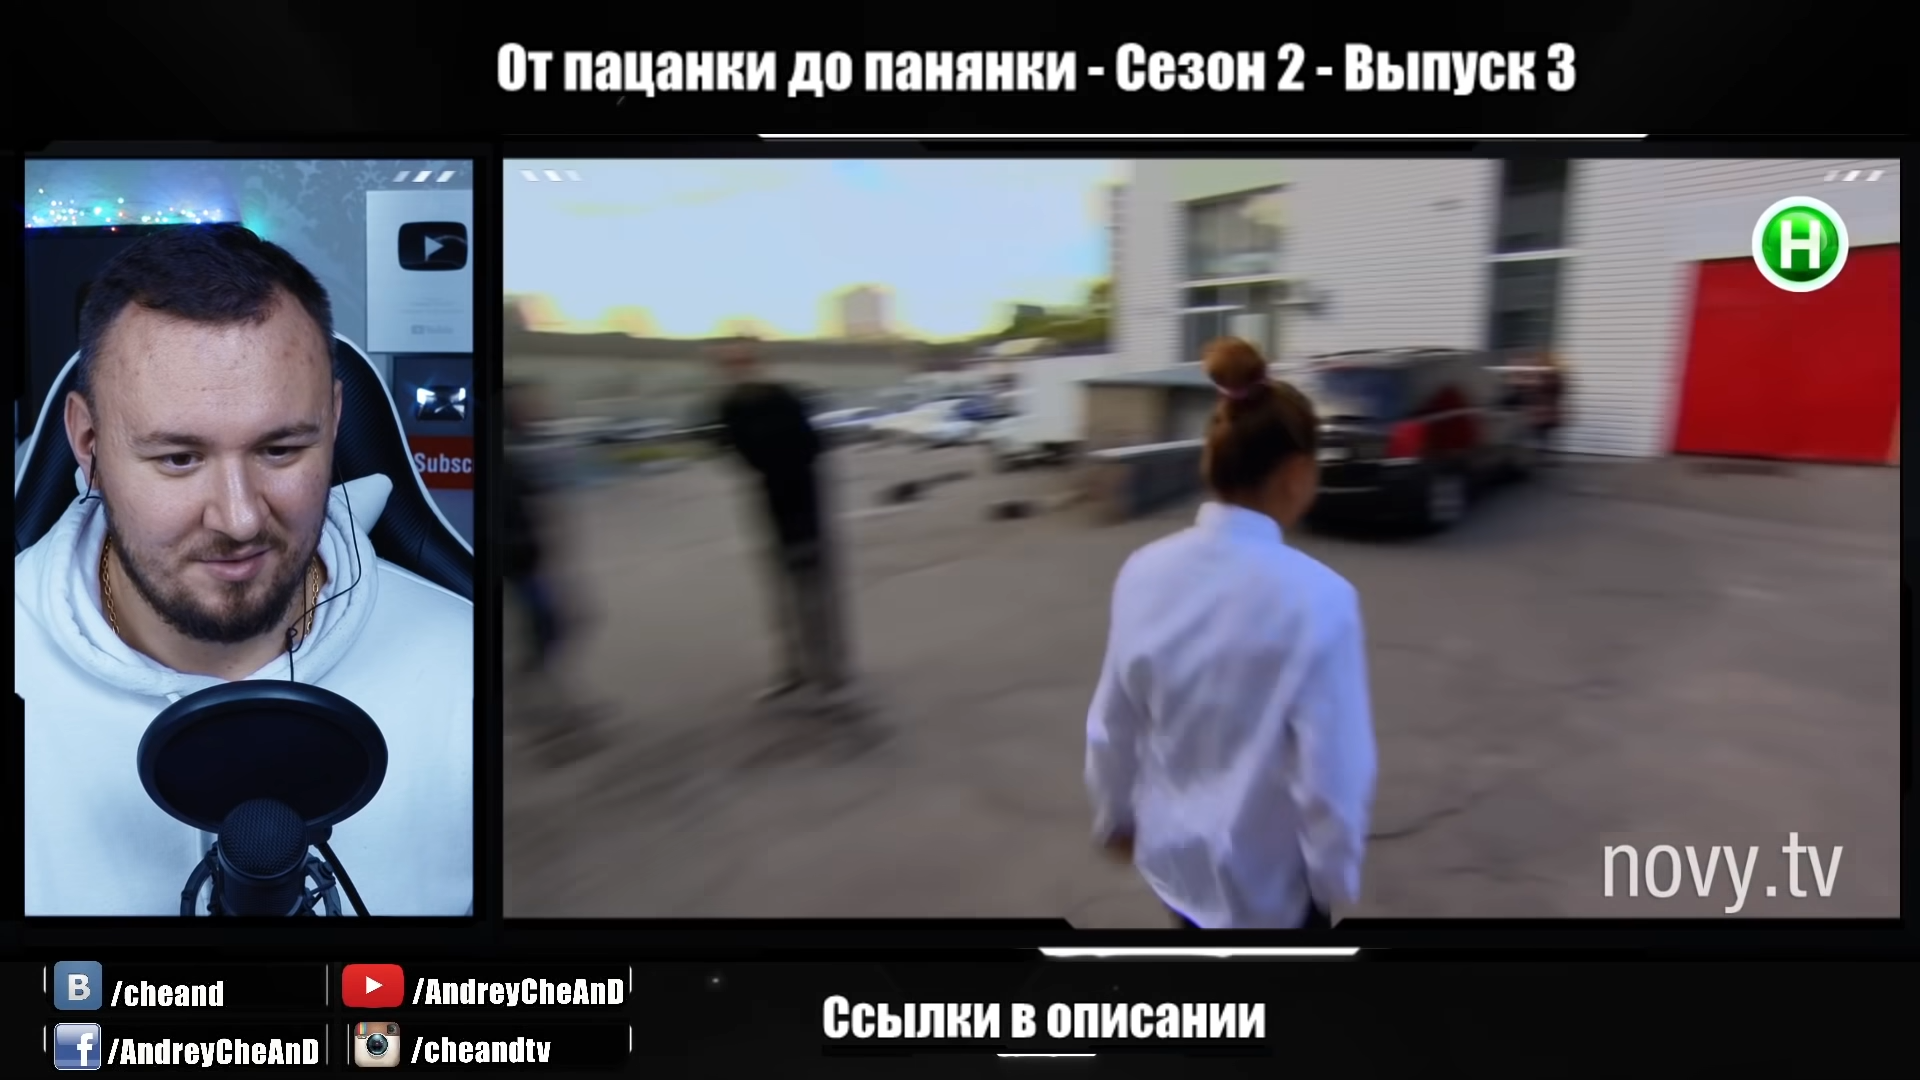 От пацанки до панянки - Сезон 2 - Выпуск 3
Subsc
H
novy.tv
B /cheand
/AndreyCheAnD
f /AndreyCheAnD
/cheandtv
Ссылки в описании